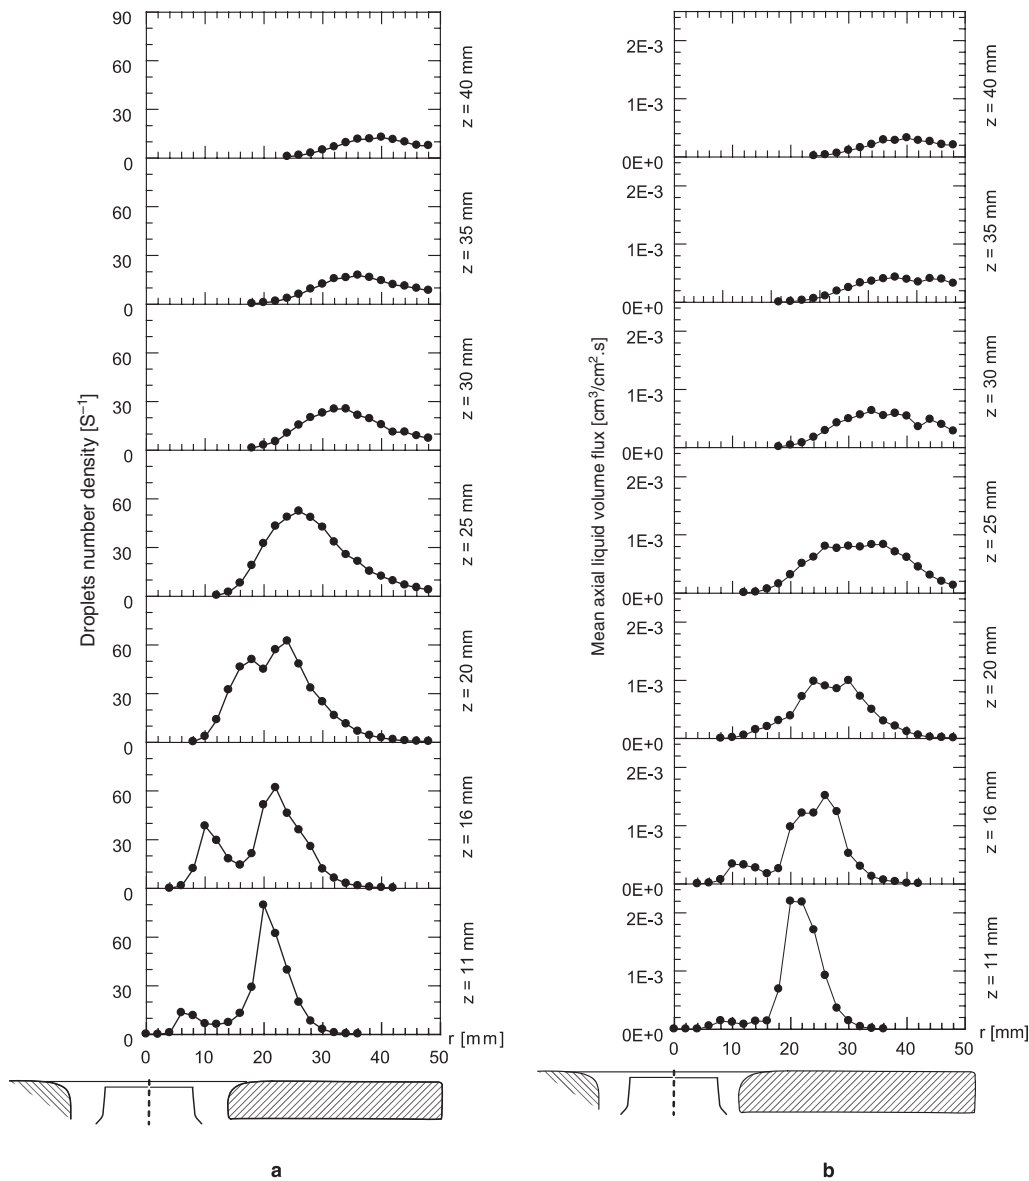 Droplets number density [S⁻¹]
90
60
30
0
z = 40 mm
60
30
0
z = 35 mm
60
30
0
z = 30 mm
60
30
0
z = 25 mm
60
30
0
z = 20 mm
60
30
0
z = 16 mm
60
30
z = 11 mm
0 10 20 30 40 50
r [mm]
a
Mean axial liquid volume flux [cm³/cm².s]
2E-3
1E-3
0E+0
z = 40 mm
2E-3
1E-3
0E+0
z = 35 mm
2E-3
1E-3
0E+0
z = 30 mm
2E-3
1E-3
0E+0
z = 25 mm
2E-3
1E-3
0E+0
z = 20 mm
2E-3
1E-3
0E+0
z = 16 mm
2E-3
1E-3
0E+0
z = 11 mm
0 10 20 30 40 50
r [mm]
b